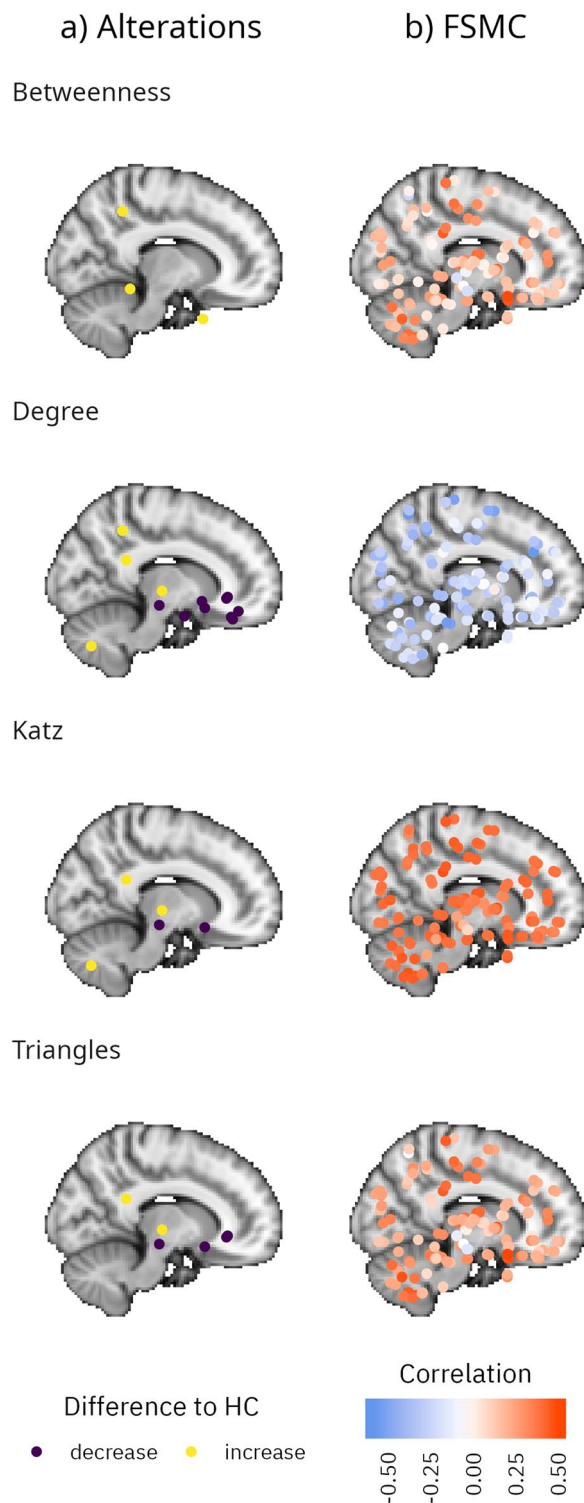 a) Alterations
b) FSMC
Betweenness
Degree
Katz
Triangles
Difference to HC
decrease
increase
Correlation
-0.50
-0.25
0.00
0.25
0.50